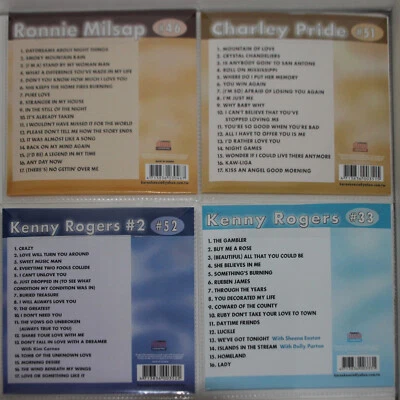 Ronnie Milsap #46
1. DAYDREAMS ABOUT NIGHT THINGS
2. SMOKY MOUNTAIN RAIN
3. (I'M A) STAND BY MY WOMAN MAN
4. WHAT A DIFFERENCE YOU'VE MADE IN MY LIFE
5. DON'T YOU KNOW HOW MUCH I LOVE YOU
6. SHE KEEPS THE HOME FIRES BURNING
7. PURE LOVE
8. STRANGER IN MY HOUSE
9. IN THE STILL OF THE NIGHT
10. IT'S ALREADY TAKEN
11. I WOULDN'T HAVE MISSED IT FOR THE WORLD
12. PLEASE DON'T TELL ME HOW THE STORY ENDS
13. IT WAS ALMOST LIKE A SONG
14. BACK ON MY MIND AGAIN
15. (I'D BE) A LEGEND IN MY TIME
16. ANY DAY NOW
17. (THERE'S) NO GETTIN' OVER ME
Charley Pride #31
1. MOUNTAIN OF LOVE
2. CRYSTAL CHANDELIERS
3. IS ANYBODY GOIN' TO SAN ANTONE
4. ROLL ON MISSISSIPPI
5. WHERE DO I PUT HER MEMORY
6. YOU WIN AGAIN
7. (I'M SO) AFRAID OF LOSING YOU AGAIN
8. I'M JUST ME
9. WHY BABY WHY
10. I CAN'T BELIEVE THAT YOU'VE
STOPPED LOVING ME
11. YOU'RE SO GOOD WHEN YOU'RE BAD
12. ALL I HAVE TO OFFER YOU IS ME
13. I'D RATHER LOVE YOU
14. NIGHT GAMES
15. WONDER IF I COULD LIVE THERE ANYMORE
16. KAW-LIGA
17. KISS AN ANGEL GOOD MORNING
Kenny Rogers #2 #52
1. CRAZY
2. LOVE WILL TURN YOU AROUND
3. SWEET MUSIC MAN
4. EVERYTIME TWO FOOLS COLLIDE
5. I CAN'T UNLOVE YOU
6. JUST DROPPED IN (TO SEE WHAT
CONDITION MY CONDITION WAS IN)
7. BURIED TREASURE
8. I WILL ALWAYS LOVE YOU
9. THE GREATEST
10. I DON'T NEED YOU
11. THE VOWS GO UNBROKEN
(ALWAYS TRUE TO YOU)
12. SHARE YOUR LOVE WITH ME
13. DON'T FALL IN LOVE WITH A DREAMER
With Kim Carnes
14. TOMB OF THE UNKNOWN LOVE
15. MORNING DESIRE
16. THE WIND BENEATH MY WINGS
17. LOVE OR SOMETHING LIKE IT
Kenny Rogers #33
1. THE GAMBLER
2. BUY ME A ROSE
3. (BEAUTIFUL) ALL THAT YOU COULD BE
4. SHE BELIEVES IN ME
5. SOMETHING'S BURNING
6. RUBEN JAMES
7. THROUGH THE YEARS
8. YOU DECORATED MY LIFE
9. COWARD OF THE COUNTY
10. RUBY DON'T TAKE YOUR LOVE TO TOWN
11. DAYTIME FRIENDS
12. LUCILLE
13. WE'VE GOT TONIGHT With Sheena Easton
14. ISLANDS IN THE STREAM With Dolly Parton
15. HOMELAND
16. LADY